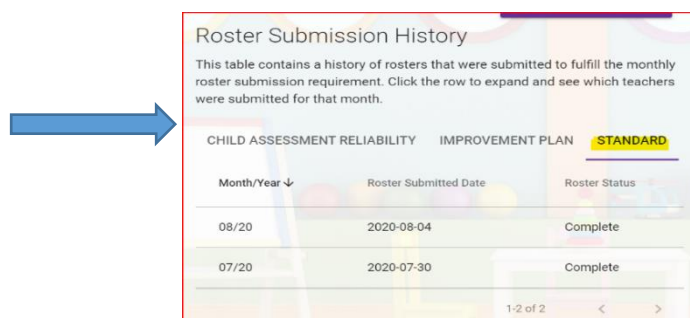 Roster Submission History
This table contains a history of rosters that were submitted to fulfill the monthly
roster submission requirement. Click the row to expand and see which teachers
were submitted for that month.
CHILD ASSESSMENT RELIABILITY IMPROVEMENT PLAN STANDARD
Month/Year ↓ Roster Submitted Date Roster Status
08/20 2020-08-04 Complete
07/20 2020-07-30 Complete
1-2 of 2 < >